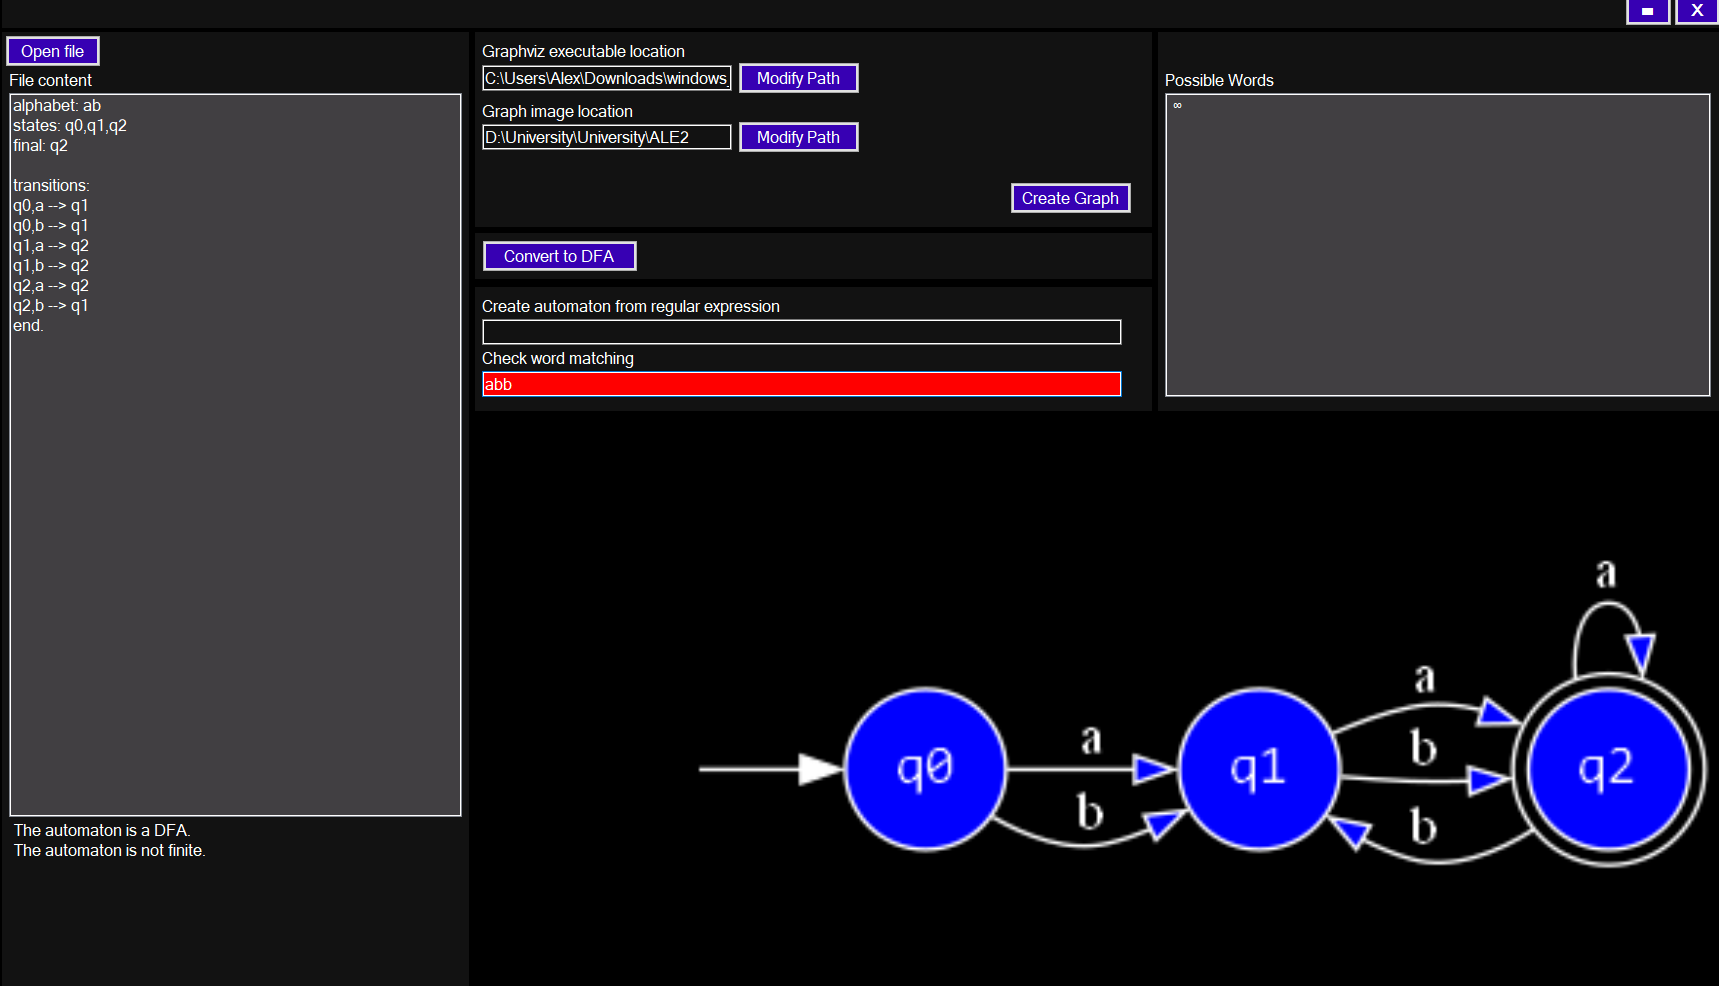 X
Open file
File content
alphabet: ab
states: q0,q1,q2
final: q2
transitions:
q0,a --> q1
q0,b --> q1
q1,a --> q2
q1,b --> q2
q2,a --> q2
q2,b --> q1
end.
The automaton is a DFA.
The automaton is not finite.
Graphviz executable location
C:\Users\Alex\Downloads\windows_
Modify Path
Graph image location
D:\University\University\ALE2
Modify Path
Create Graph
Convert to DFA
Create automaton from regular expression
Check word matching
abb
Possible Words
∞
a
a
a
b
q0
q1
q2
b
b